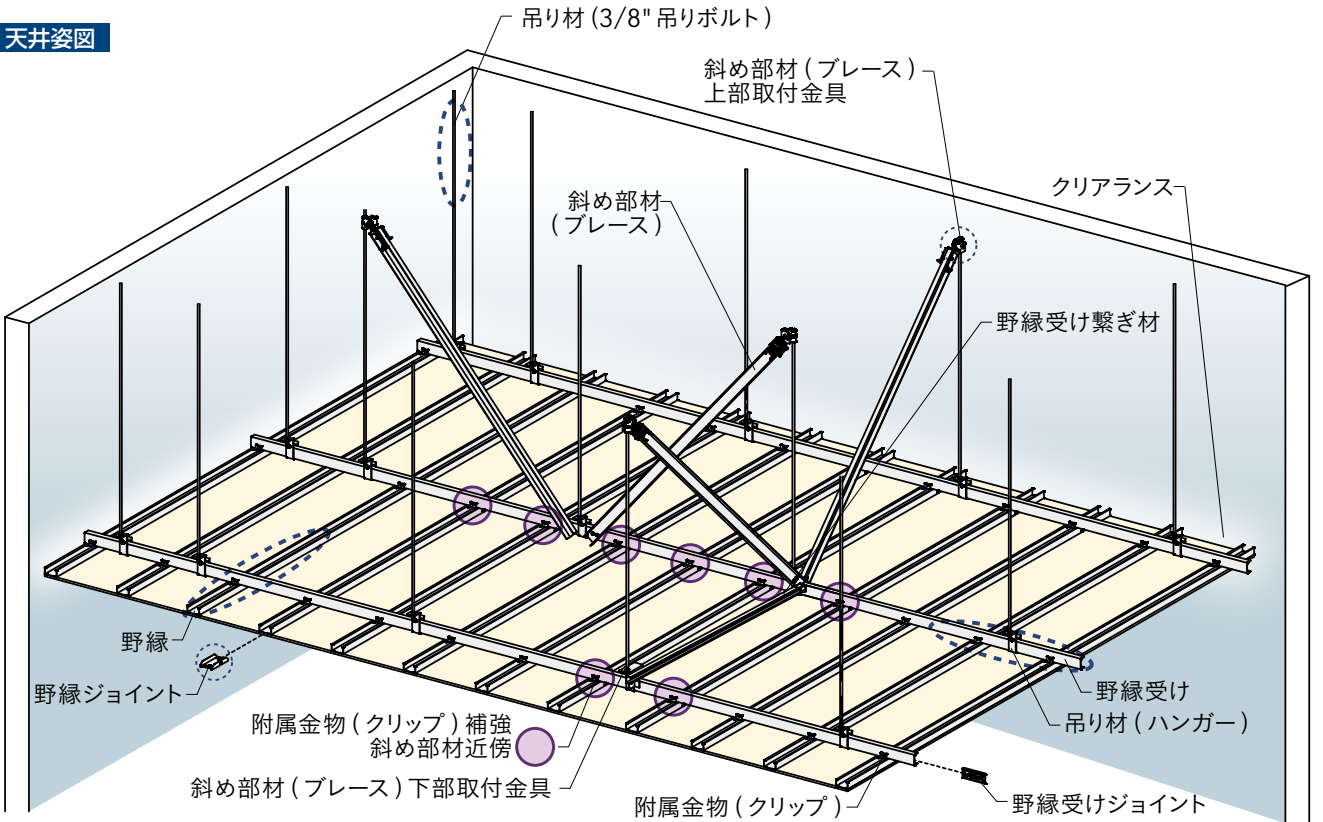 天井姿図
吊り材 (3/8" 吊りボルト)
斜め部材 (ブレース)
上部取付金具
クリアランス
斜め部材
(ブレース)
野縁受け繋ぎ材
野縁
野縁ジョイント
附属金物 (クリップ) 補強
斜め部材近傍
斜め部材 (ブレース) 下部取付金具
附属金物 (クリップ)
野縁受け
吊り材 (ハンガー)
野縁受けジョイント